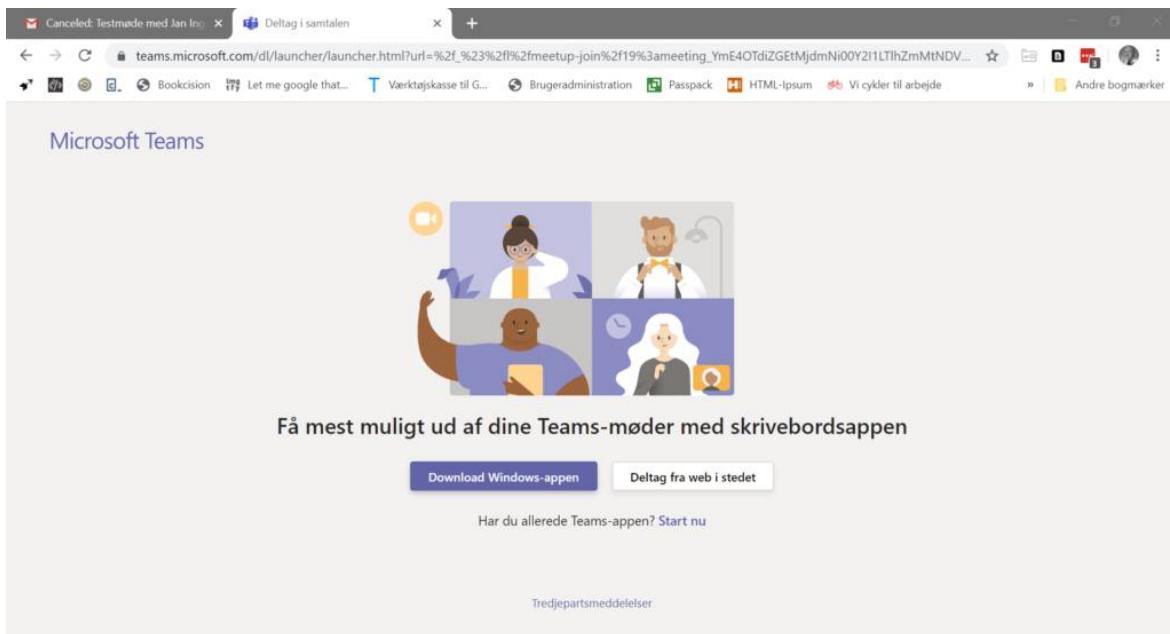 Canceled: Testmøde med Jan Ing
Deltag i samtalen
teams.microsoft.com/dl/launcher/launcher.html?url=%2f_%23%2fl%2fmeetup-join%2f19%3ameeting_YmE4OTdiZGEtMjdmNi00Y2I1LTlhZmMtNDV...
Bookcision Let me google that... Værktøjskasse til G... Brugeradministration Passpack HTML-Ipsum Vi cykler til arbejde » Andre bogmærker
Microsoft Teams
Få mest muligt ud af dine Teams-møder med skrivebordsappen
Download Windows-appen Deltag fra web i stedet
Har du allerede Teams-appen? Start nu
Tredjepartsmeddelelser